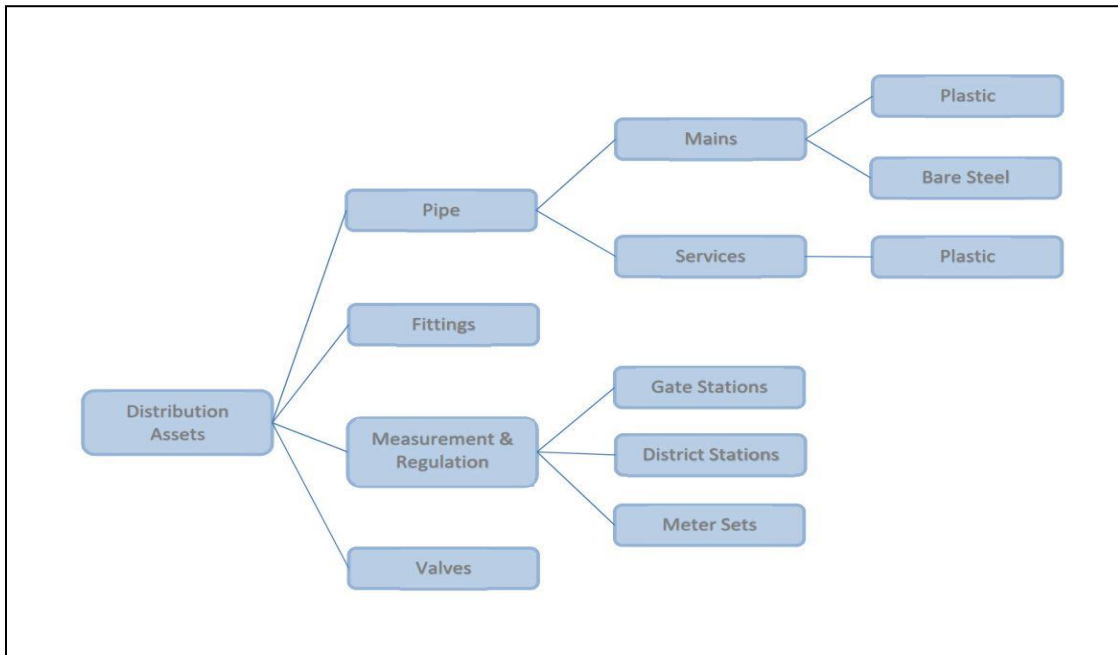 Plastic
Mains
Bare Steel
Pipe
Services
Plastic
Fittings
Gate Stations
Distribution
Assets
Measurement &
Regulation
District Stations
Meter Sets
Valves